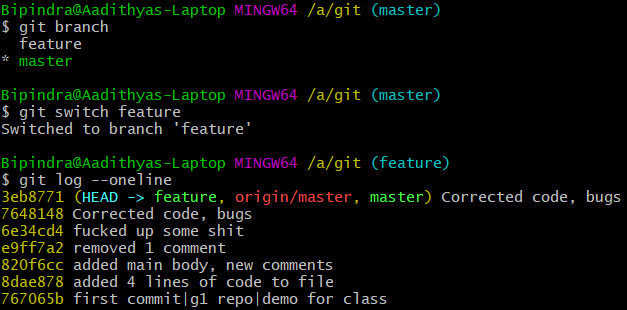 Bipindra@Aadithyas-Laptop MINGW64 /a/git (master)
$ git branch
  feature
* master
Bipindra@Aadithyas-Laptop MINGW64 /a/git (master)
$ git switch feature
Switched to branch 'feature'
Bipindra@Aadithyas-Laptop MINGW64 /a/git (feature)
$ git log --oneline
3eb8771 (HEAD -> feature, origin/master, master) Corrected code, bugs
7648148 Corrected code, bugs
6e34cd4 fucked up some shit
e9ff7a2 removed 1 comment
820f6cc added main body, new comments
8dae878 added 4 lines of code to file
767065b first commit|g1 repo|demo for class